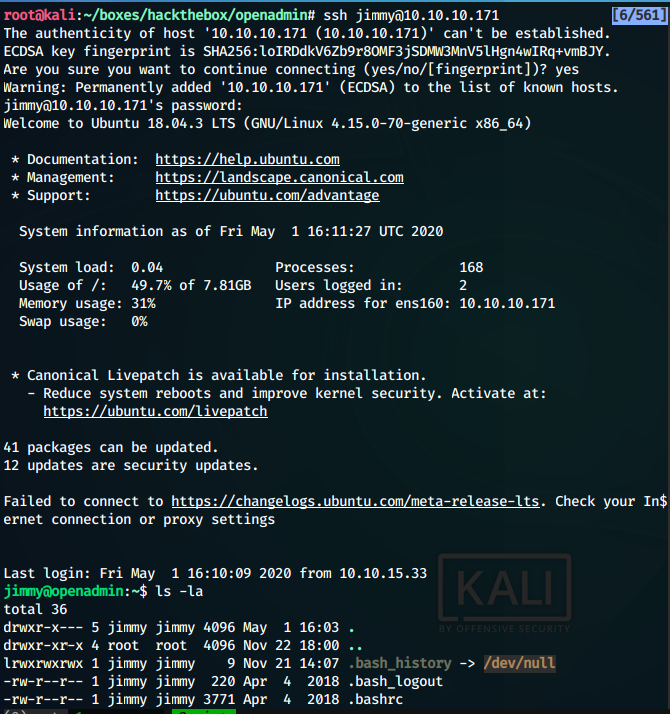 root@kali:~/boxes/hackthebox/openadmin# ssh jimmy@10.10.10.171 [6/561]
The authenticity of host '10.10.10.171 (10.10.10.171)' can't be established.
ECDSA key fingerprint is SHA256:loIRDdkV6Zb9r8OMF3jSDMW3MnV5lHgn4wIRq+vmBJY.
Are you sure you want to continue connecting (yes/no/[fingerprint])? yes
Warning: Permanently added '10.10.10.171' (ECDSA) to the list of known hosts.
jimmy@10.10.10.171's password:
Welcome to Ubuntu 18.04.3 LTS (GNU/Linux 4.15.0-70-generic x86_64)
* Documentation:  https://help.ubuntu.com
* Management:     https://landscape.canonical.com
* Support:        https://ubuntu.com/advantage
System information as of Fri May  1 16:11:27 UTC 2020
System load:  0.04              Processes:             168
Usage of /:   49.7% of 7.81GB   Users logged in:       2
Memory usage: 31%               IP address for ens160: 10.10.10.171
Swap usage:   0%
* Canonical Livepatch is available for installation.
- Reduce system reboots and improve kernel security. Activate at:
https://ubuntu.com/livepatch
41 packages can be updated.
12 updates are security updates.
Failed to connect to https://changelogs.ubuntu.com/meta-release-lts. Check your In$
ernet connection or proxy settings
Last login: Fri May  1 16:10:09 2020 from 10.10.15.33
jimmy@openadmin:~$ ls -la
total 36
drwxr-x--- 5 jimmy jimmy 4096 May  1 16:03 .
drwxr-xr-x 4 root  root  4096 Nov 22 18:00 ..
lrwxrwxrwx 1 jimmy jimmy    9 Nov 21 14:07 .bash_history -> /dev/null
-rw-r--r-- 1 jimmy jimmy  220 Apr  4  2018 .bash_logout
-rw-r--r-- 1 jimmy jimmy 3771 Apr  4  2018 .bashrc
KALI
BY OFFENSIVE SECURITY